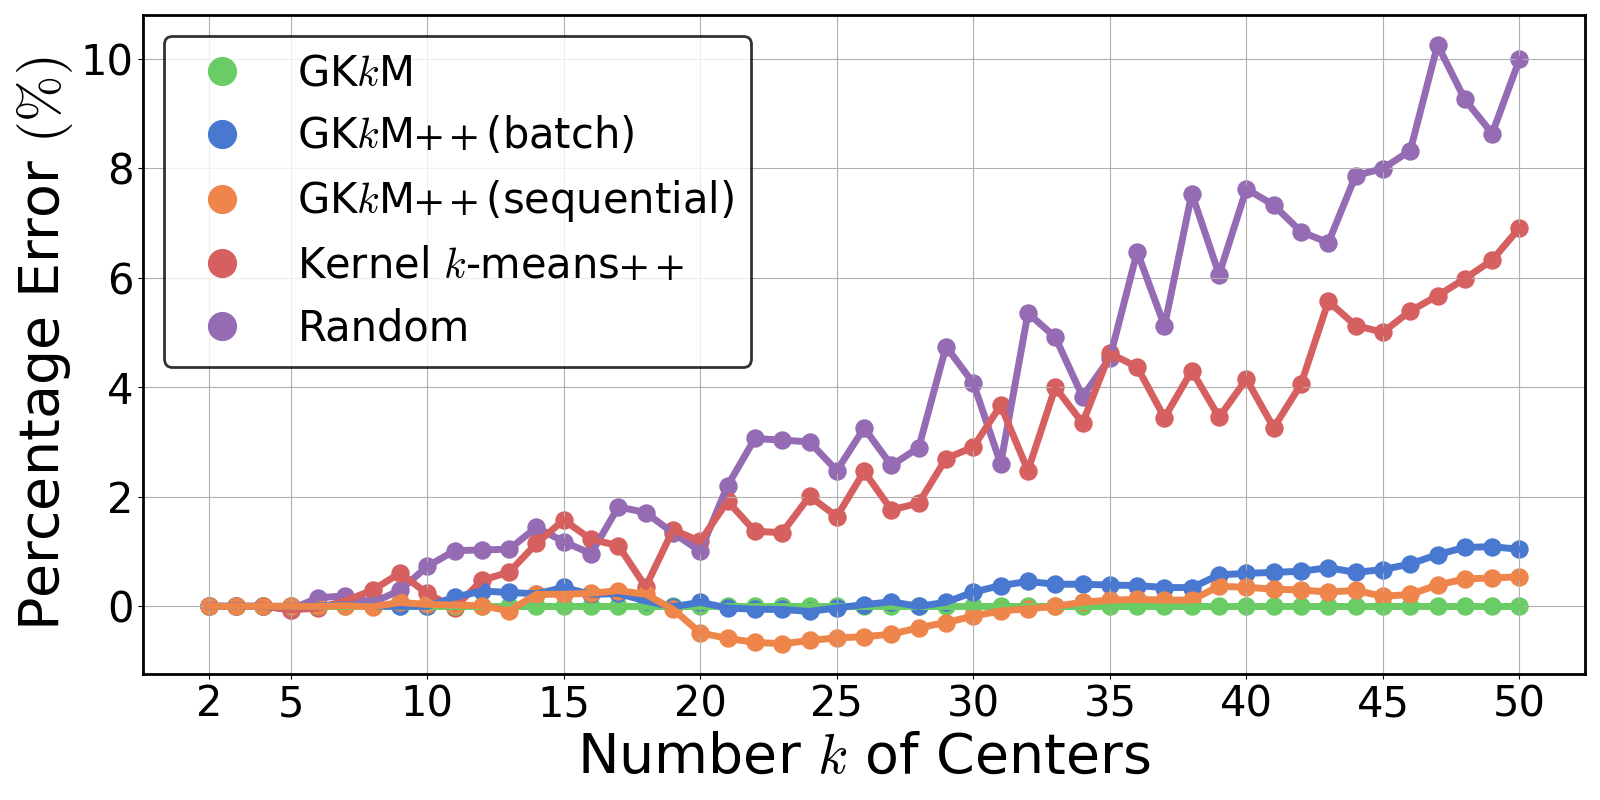 Percentage Error (%)
10
8
6
4
2
0
GKkM
GKkM++(batch)
GKkM++(sequential)
Kernel k-means++
Random
2 5 10 15 20 25 30 35 40 45 50
Number k of Centers